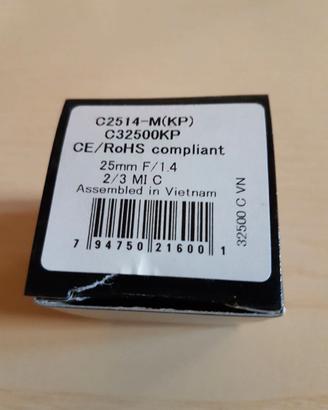 C2514-M(KP)
C32500KP
CE/RoHS compliant
25mm F/1.4
2/3 MI C
Assembled in Vietnam
7 94750 21600 1
32500 C VN